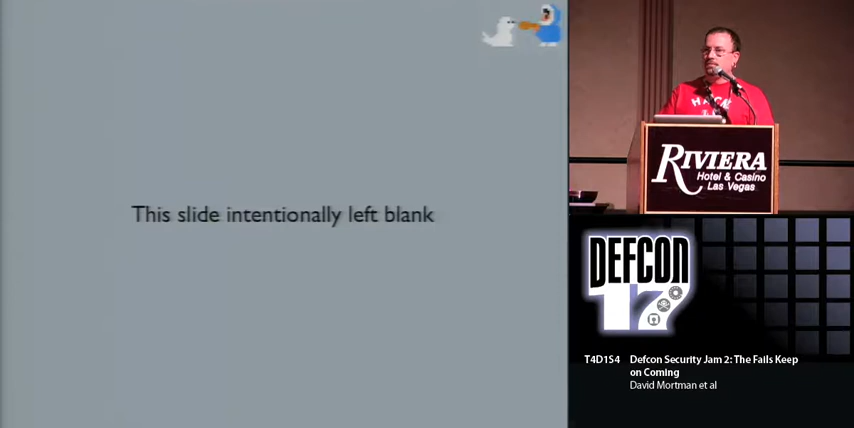 This slide intentionally left blank
RIVIERA
Hotel & Casino
Las Vegas
DEFCON
17
T4D1S4 Defcon Security Jam 2: The Fails Keep
on Coming
David Mortman et al